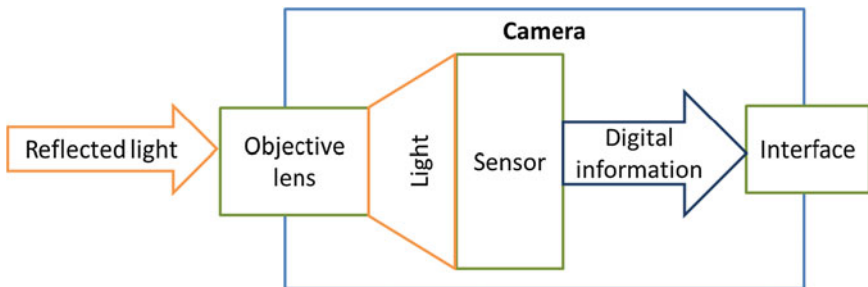 Camera
Reflected light
Objective
lens
Light
Sensor
Digital
information
Interface